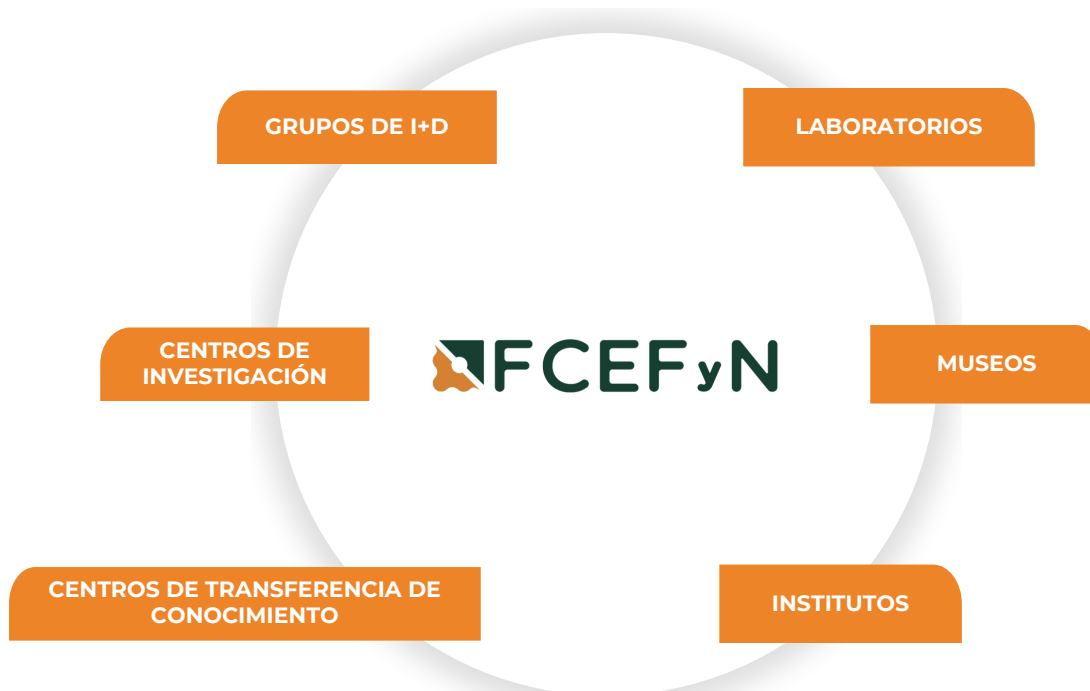 GRUPOS DE I+D
LABORATORIOS
CENTROS DE
INVESTIGACIÓN
FCEFyN
MUSEOS
CENTROS DE TRANSFERENCIA DE
CONOCIMIENTO
INSTITUTOS